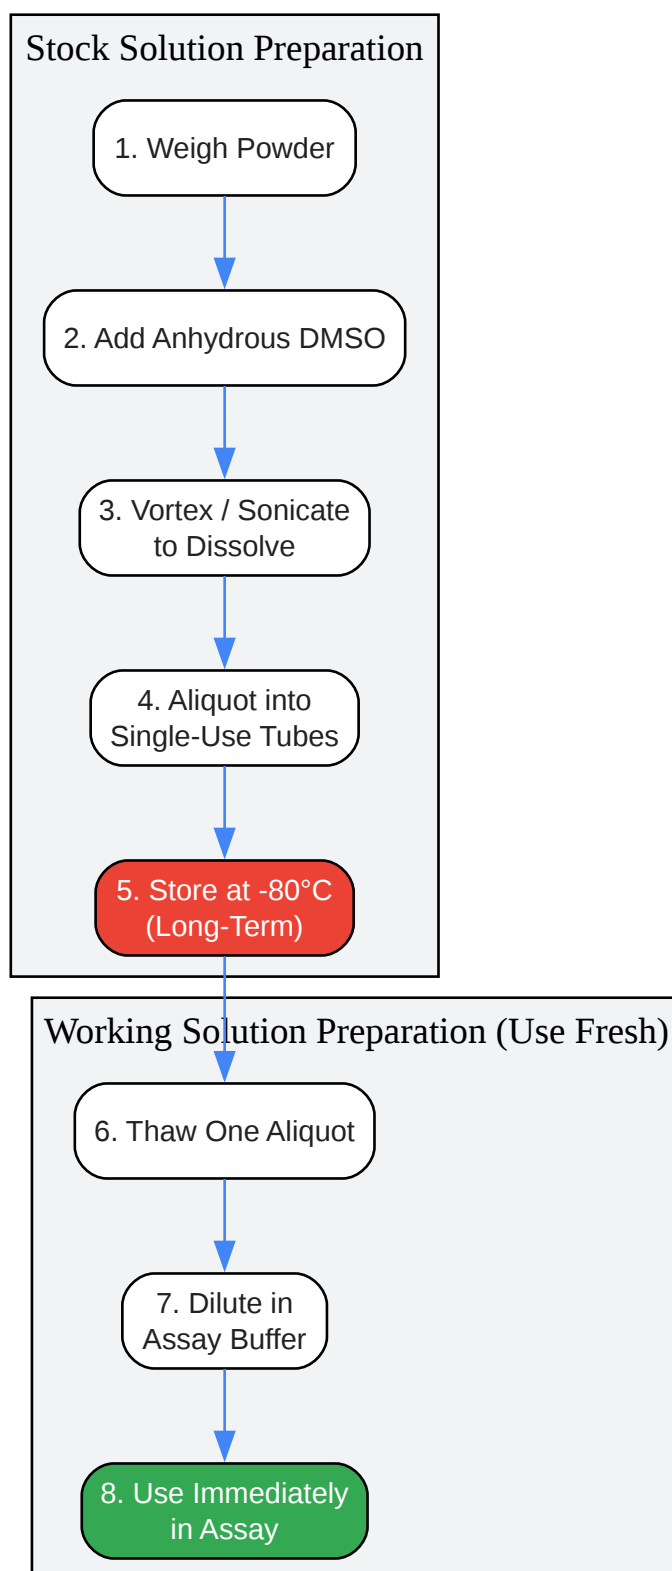 Stock Solution Preparation
1. Weigh Powder
2. Add Anhydrous DMSO
3. Vortex / Sonicate
to Dissolve
4. Aliquot into
Single-Use Tubes
5. Store at -80°C
(Long-Term)
Working Solution Preparation (Use Fresh)
6. Thaw One Aliquot
7. Dilute in
Assay Buffer
8. Use Immediately
in Assay